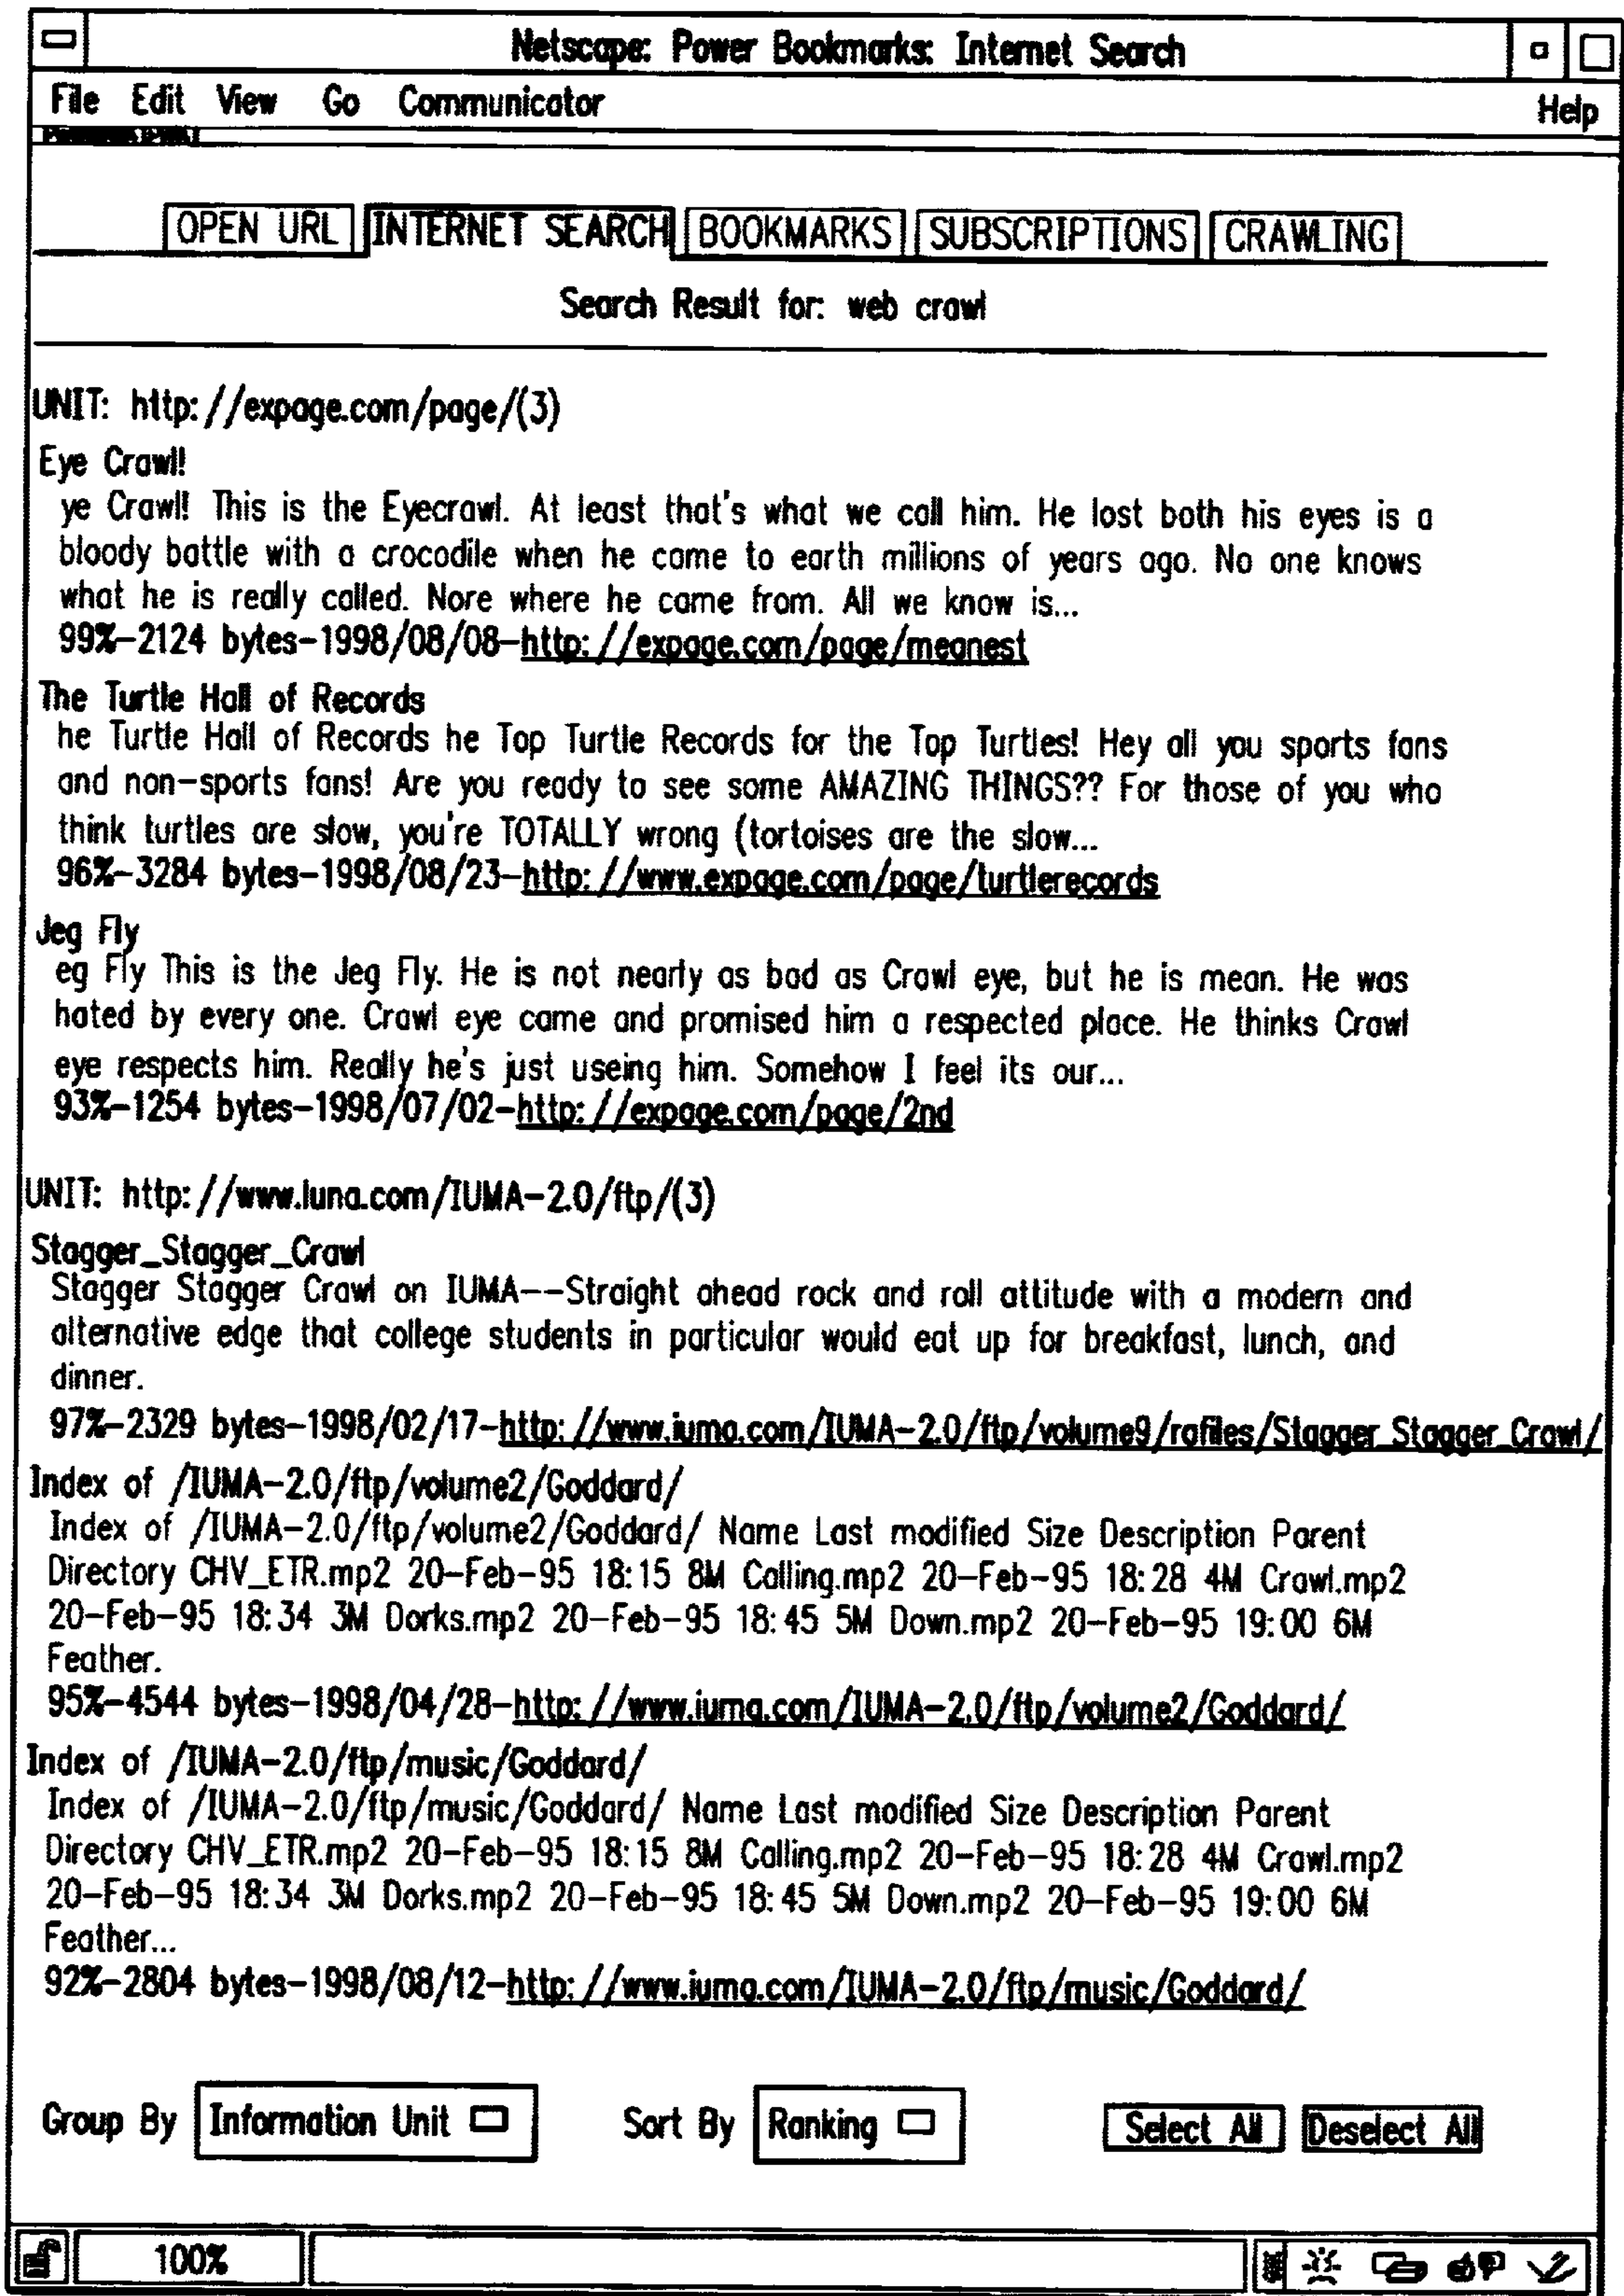 Netscape: Power Bookmarks: Internet Search
File Edit View Go Communicator Help
OPEN URL INTERNET SEARCH BOOKMARKS SUBSCRIPTIONS CRAWLING
Search Result for: web crawl
UNIT: http://expage.com/page/(3)
Eye Crawl!
ye Crawl! This is the Eyecrawl. At least that's what we call him. He lost both his eyes is a
bloody battle with a crocodile when he came to earth millions of years ago. No one knows
what he is really called. Nore where he came from. All we know is...
99%-2124 bytes-1998/08/08-http://expage.com/page/meanest
The Turtle Hall of Records
he Turtle Hall of Records he Top Turtle Records for the Top Turtles! Hey all you sports fans
and non-sports fans! Are you ready to see some AMAZING THINGS?? For those of you who
think turtles are slow, you're TOTALLY wrong (tortoises are the slow...
96%-3284 bytes-1998/08/23-http://www.expage.com/page/turtlerecords
Jeg Fly
eg Fly This is the Jeg Fly. He is not nearly as bad as Crawl eye, but he is mean. He was
hated by every one. Crawl eye came and promised him a respected place. He thinks Crawl
eye respects him. Really he's just useing him. Somehow I feel its our...
93%-1254 bytes-1998/07/02-http://expage.com/page/2nd
UNIT: http://www.iuna.com/IUMA-2.0/ftp/(3)
Stagger_Stagger_Crawl
Stagger Stagger Crawl on IUMA--Straight ahead rock and roll attitude with a modern and
alternative edge that college students in particular would eat up for breakfast, lunch, and
dinner.
97%-2329 bytes-1998/02/17-http://www.iuma.com/IUMA-2.0/ftp/volume9/rafiles/Stagger_Stagger_Crawl/
Index of /IUMA-2.0/ftp/volume2/Goddard/
Index of /IUMA-2.0/ftp/volume2/Goddard/ Name Last modified Size Description Parent
Directory CHV_ETR.mp2 20-Feb-95 18:15 8M Calling.mp2 20-Feb-95 18:28 4M Crawl.mp2
20-Feb-95 18:34 3M Dorks.mp2 20-Feb-95 18:45 5M Down.mp2 20-Feb-95 19:00 6M
Feather.
95%-4544 bytes-1998/04/28-http://www.iuma.com/IUMA-2.0/ftp/volume2/Goddard/
Index of /IUMA-2.0/ftp/music/Goddard/
Index of /IUMA-2.0/ftp/music/Goddard/ Name Last modified Size Description Parent
Directory CHV_ETR.mp2 20-Feb-95 18:15 8M Calling.mp2 20-Feb-95 18:28 4M Crawl.mp2
20-Feb-95 18:34 3M Dorks.mp2 20-Feb-95 18:45 5M Down.mp2 20-Feb-95 19:00 6M
Feather...
92%-2804 bytes-1998/08/12-http://www.iuma.com/IUMA-2.0/ftp/music/Goddard/
Group By Information Unit Sort By Ranking Select All Deselect All
100%